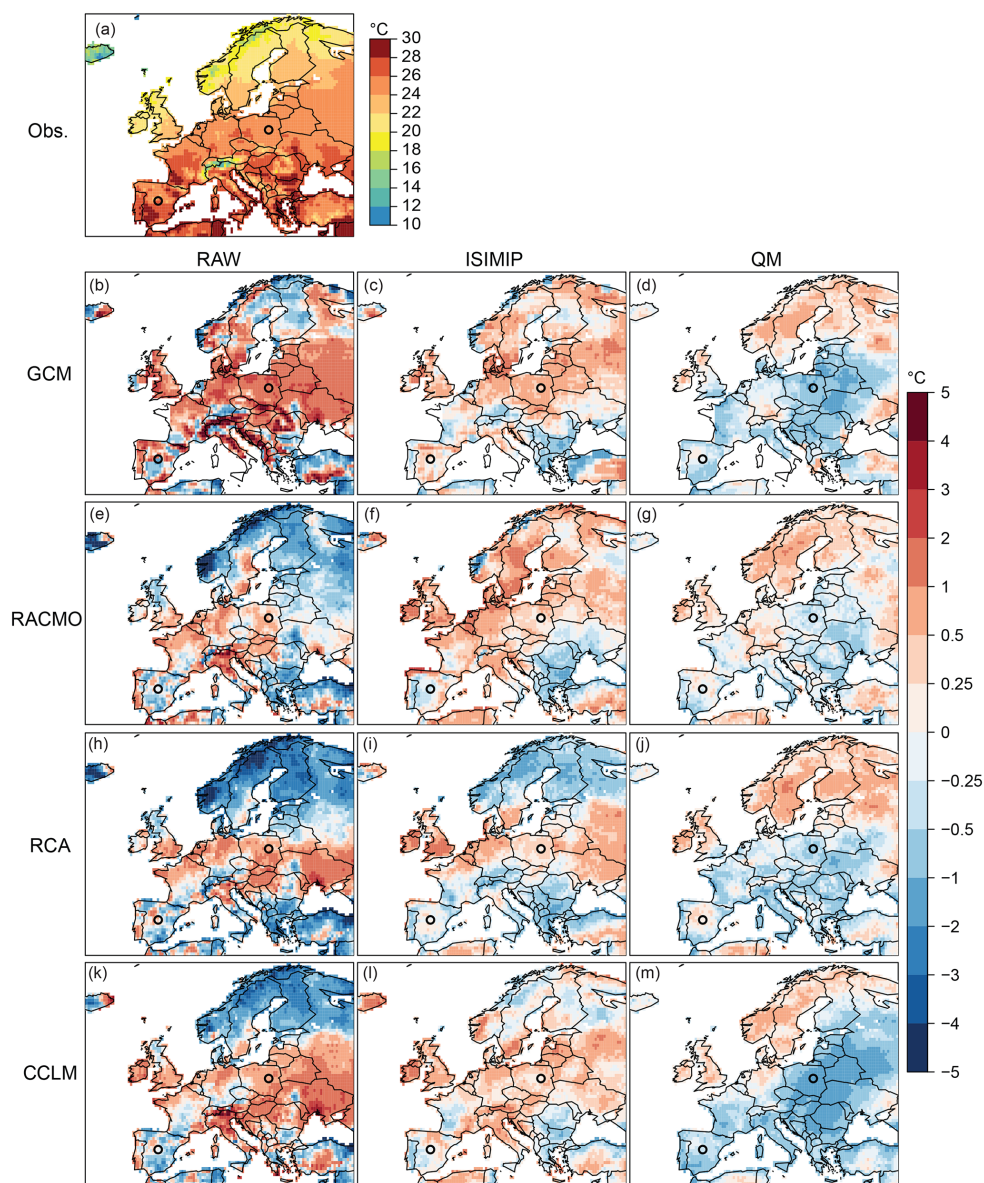 (a)
°C
30
28
26
24
22
20
18
16
14
12
10
Obs.
RAW
ISIMIP
QM
(b)
(c)
(d)
GCM
°C
5
4
3
2
1
0.5
0.25
0
−0.25
−0.5
−1
−2
−3
−4
−5
(e)
(f)
(g)
RACMO
(h)
(i)
(j)
RCA
(k)
(l)
(m)
CCLM